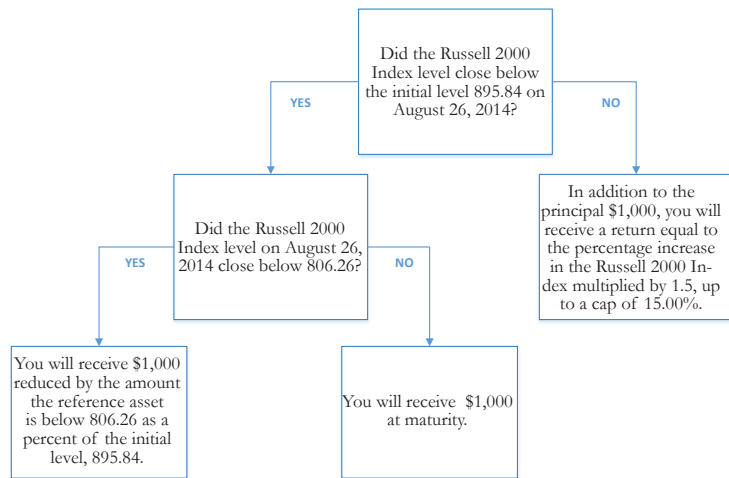 Did the Russell 2000
Index level close below
the initial level 895.84 on
August 26, 2014?
YES
NO
Did the Russell 2000
Index level on August 26,
2014 close below 806.26?
In addition to the
principal $1,000, you will
receive a return equal to
the percentage increase
in the Russell 2000 In-
dex multiplied by 1.5, up
to a cap of 15.00%.
YES
NO
You will receive $1,000
reduced by the amount
the reference asset
is below 806.26 as a
percent of the initial
level, 895.84.
You will receive $1,000
at maturity.